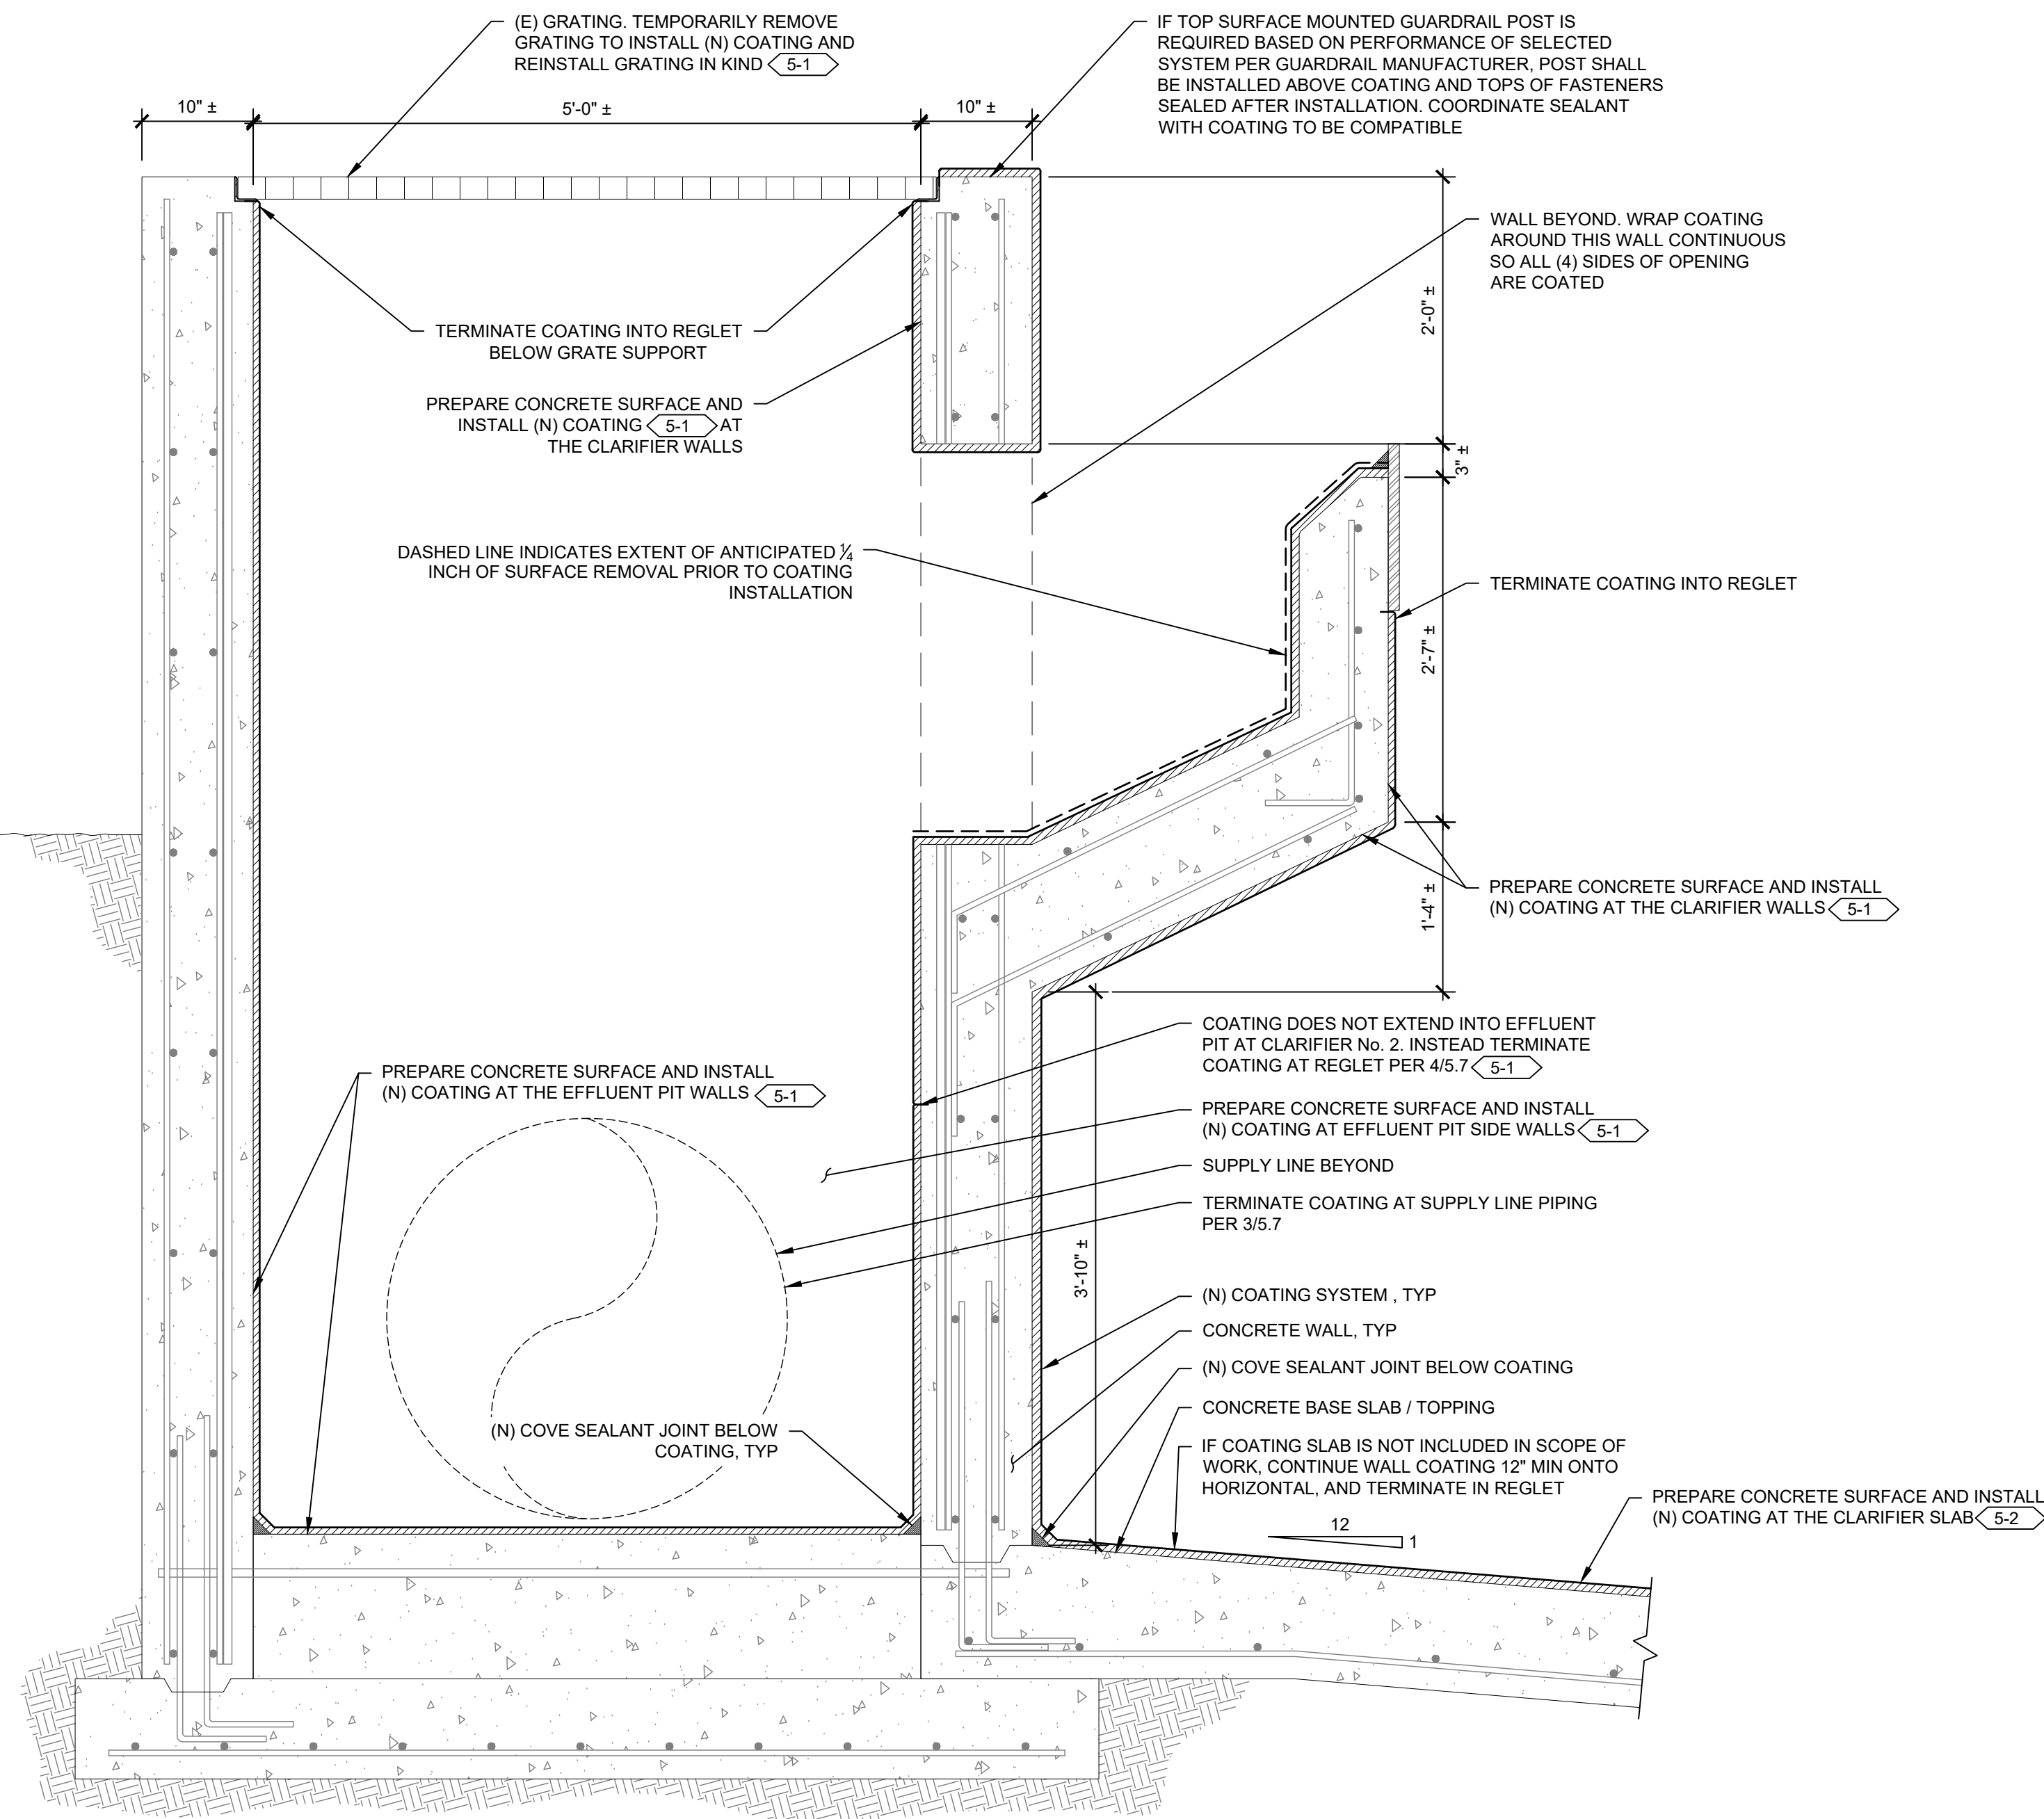 (E) GRATING. TEMPORARILY REMOVE
GRATING TO INSTALL (N) COATING AND
REINSTALL GRATING IN KIND 5-1
IF TOP SURFACE MOUNTED GUARDRAIL POST IS
REQUIRED BASED ON PERFORMANCE OF SELECTED
SYSTEM PER GUARDRAIL MANUFACTURER, POST SHALL
BE INSTALLED ABOVE COATING AND TOPS OF FASTENERS
SEALED AFTER INSTALLATION. COORDINATE SEALANT
WITH COATING TO BE COMPATIBLE
10" ±
5'-0" ±
10" ±
WALL BEYOND. WRAP COATING
AROUND THIS WALL CONTINUOUS
SO ALL (4) SIDES OF OPENING
ARE COATED
2'-0" ±
TERMINATE COATING INTO REGLET
BELOW GRATE SUPPORT
PREPARE CONCRETE SURFACE AND
INSTALL (N) COATING 5-1 AT
THE CLARIFIER WALLS
3" ±
DASHED LINE INDICATES EXTENT OF ANTICIPATED ¼
INCH OF SURFACE REMOVAL PRIOR TO COATING
INSTALLATION
TERMINATE COATING INTO REGLET
2'-7" ±
PREPARE CONCRETE SURFACE AND INSTALL
(N) COATING AT THE CLARIFIER WALLS 5-1
1'-4" ±
COATING DOES NOT EXTEND INTO EFFLUENT
PIT AT CLARIFIER No. 2. INSTEAD TERMINATE
COATING AT REGLET PER 4/5.7 5-1
PREPARE CONCRETE SURFACE AND INSTALL
(N) COATING AT THE EFFLUENT PIT WALLS 5-1
PREPARE CONCRETE SURFACE AND INSTALL
(N) COATING AT EFFLUENT PIT SIDE WALLS 5-1
SUPPLY LINE BEYOND
TERMINATE COATING AT SUPPLY LINE PIPING
PER 3/5.7
3'-10" ±
(N) COATING SYSTEM , TYP
CONCRETE WALL, TYP
(N) COVE SEALANT JOINT BELOW COATING
CONCRETE BASE SLAB / TOPPING
(N) COVE SEALANT JOINT BELOW
COATING, TYP
IF COATING SLAB IS NOT INCLUDED IN SCOPE OF
WORK, CONTINUE WALL COATING 12" MIN ONTO
HORIZONTAL, AND TERMINATE IN REGLET
PREPARE CONCRETE SURFACE AND INSTALL
(N) COATING AT THE CLARIFIER SLAB 5-2
12
1